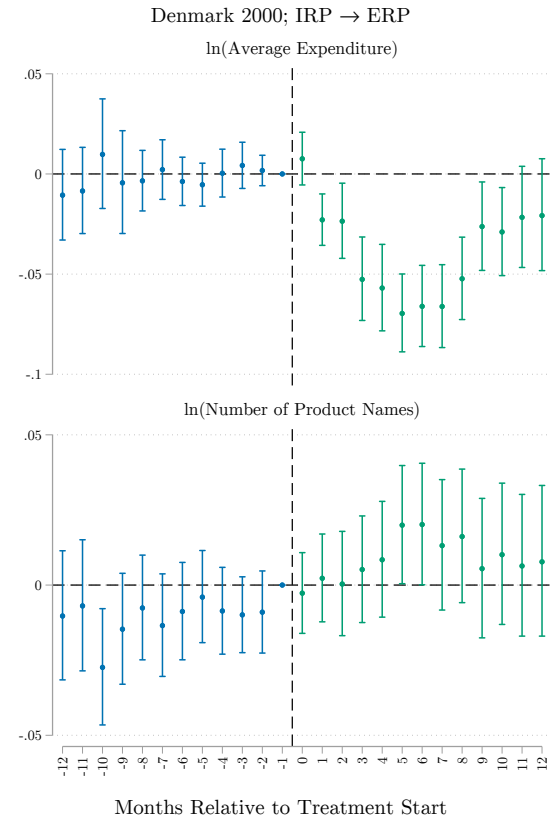 Denmark 2000; IRP → ERP
ln(Average Expenditure)
.05
0
-.05
-.1
ln(Number of Product Names)
.05
0
-.05
-12 -11 -10 -9 -8 -7 -6 -5 -4 -3 -2 -1 0 1 2 3 4 5 6 7 8 9 10 11 12
Months Relative to Treatment Start